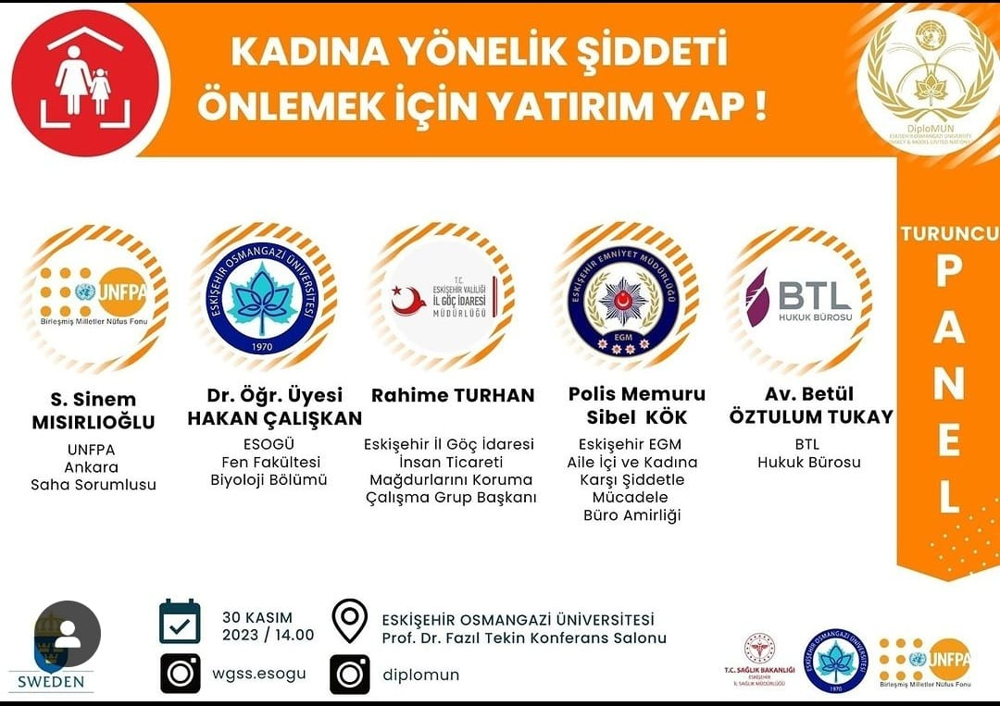 KADINA YÖNELİK ŞİDDETİ
ÖNLEMEK İÇİN YATIRIM YAP !
DiploMUN
ESKİSEHİR OSMANGAZİ UNIVERSITY
TURUNCU
PANEL
UNFPA
Birleşmiş Milletler Nüfus Fonu
ESKİŞEHİR OSMANGAZİ ÜNİVERSİTESİ
1970
T.C.
ESKİŞEHİR VALİLİĞİ
İL GÖÇ İDARESİ
MÜDÜRLÜĞÜ
ESKİŞEHİR EMNİYET MÜDÜRLÜĞÜ
EGM
BTL
HUKUK BÜROSU
S. Sinem
MISIRLIOĞLU
UNFPA
Ankara
Saha Sorumlusu
Dr. Öğr. Üyesi
HAKAN ÇALIŞKAN
ESOGÜ
Fen Fakültesi
Biyoloji Bölümü
Rahime TURHAN
Eskişehir İl Göç İdaresi
İnsan Ticareti
Mağdurlarını Koruma
Çalışma Grup Başkanı
Polis Memuru
Sibel KÖK
Eskişehir EGM
Aile İçi ve Kadına
Karşı Şiddetle
Mücadele
Büro Amirliği
Av. Betül
ÖZTULUM TUKAY
BTL
Hukuk Bürosu
SWEDEN
30 KASIM
2023 / 14.00
wgss.esogu
ESKİŞEHİR OSMANGAZİ ÜNİVERSİTESİ
Prof. Dr. Fazıl Tekin Konferans Salonu
diplomun
T.C. SAĞLIK BAKANLIĞI
ESKİŞEHİR
İL SAĞLIK MÜDÜRLÜĞÜ
ESKİŞEHİR OSMANGAZİ ÜNİVERSİTESİ
1970
UNFPA
Birleşmiş Milletler Nüfus Fonu